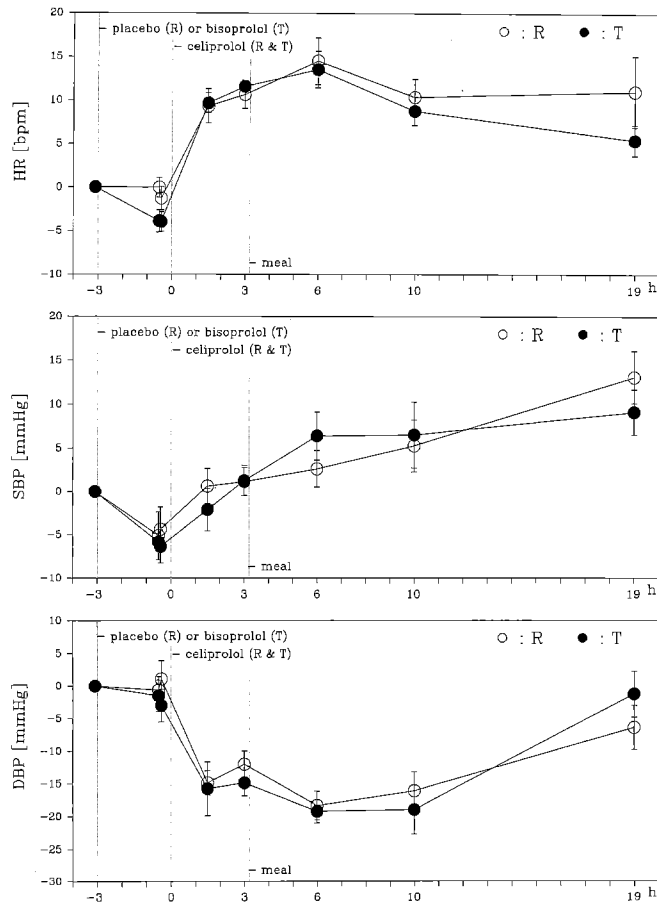 20
– placebo (R) or bisoprolol (T)
○ : R ● : T
– celiprolol (R & T)
15
10
5
0
−5
−10
HR [bpm]
– meal
−3 0 3 6 10 19 h
20
– placebo (R) or bisoprolol (T)
○ : R ● : T
– celiprolol (R & T)
15
10
5
0
−5
−10
SBP [mmHg]
– meal
−3 0 3 6 10 19 h
10
– placebo (R) or bisoprolol (T)
○ : R ● : T
– celiprolol (R & T)
5
0
−5
−10
−15
−20
−25
−30
DBP [mmHg]
– meal
−3 0 3 6 10 19 h